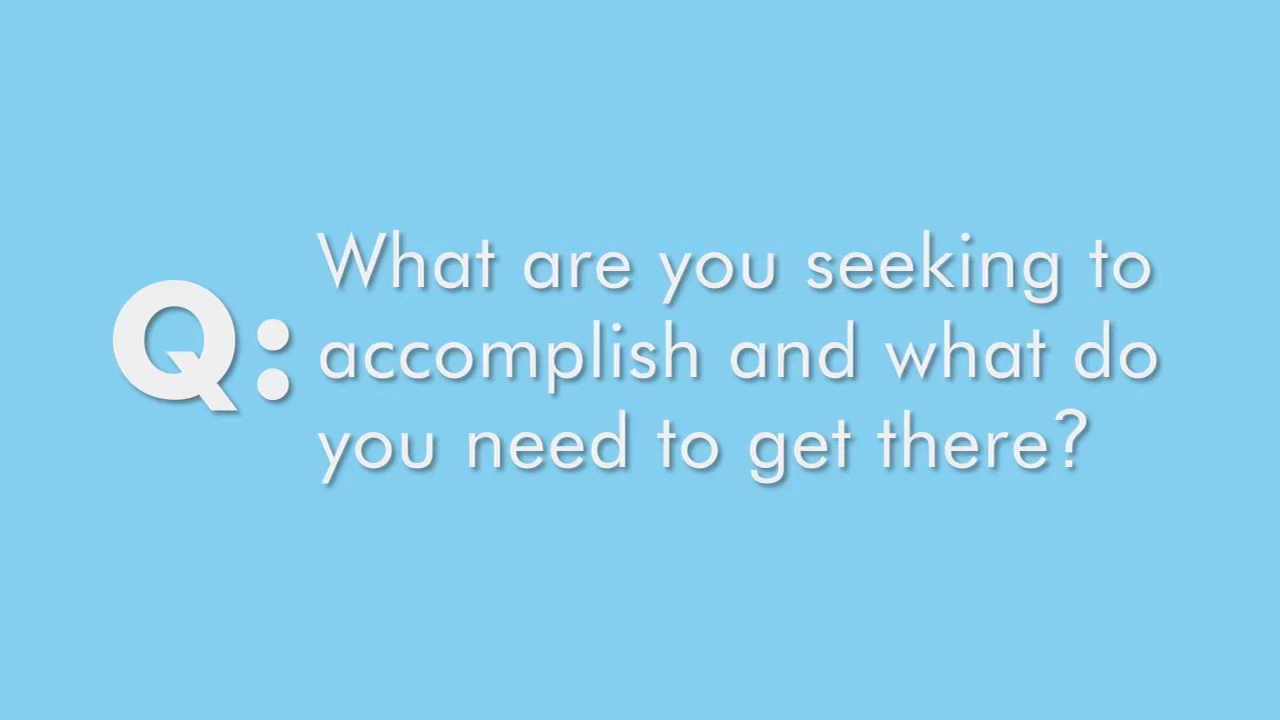 Q: What are you seeking to
accomplish and what do
you need to get there?